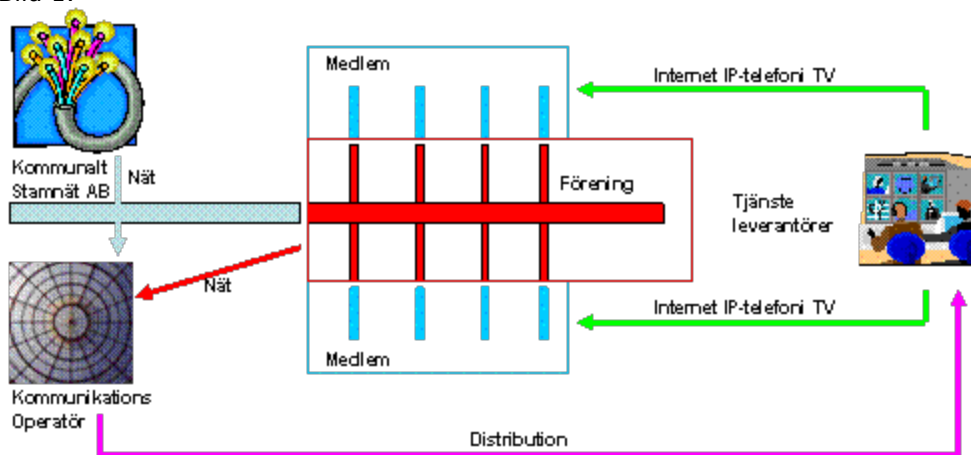 Medlem
Internet IP-telefoni TV
Kommunalt
Stamnät AB
Nät
Förening
Tjänste
leverantörer
Nät
Internet IP-telefoni TV
Medlem
Kommunikations
Operatör
Distribution